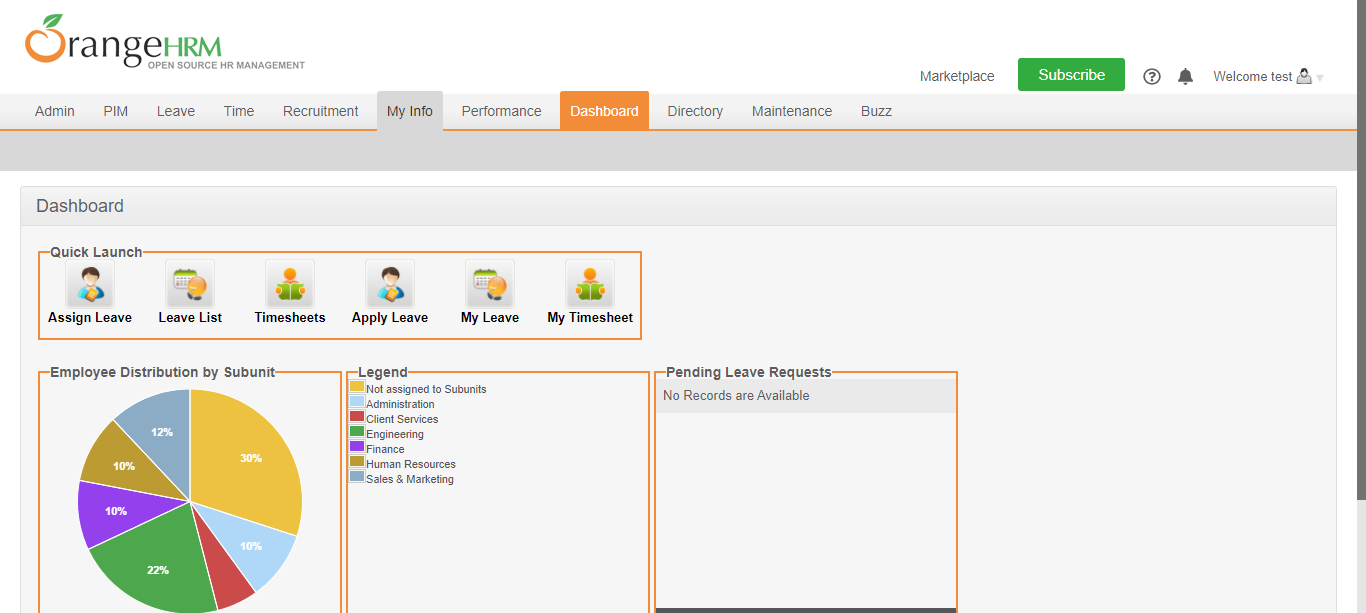 OrangeHRM
OPEN SOURCE HR MANAGEMENT
Marketplace Subscribe ? Welcome test
Admin PIM Leave Time Recruitment My Info Performance Dashboard Directory Maintenance Buzz
Dashboard
Quick Launch
Assign Leave Leave List Timesheets Apply Leave My Leave My Timesheet
Employee Distribution by Subunit
30%
10%
22%
10%
10%
12%
Legend
Not assigned to Subunits
Administration
Client Services
Engineering
Finance
Human Resources
Sales & Marketing
Pending Leave Requests
No Records are Available